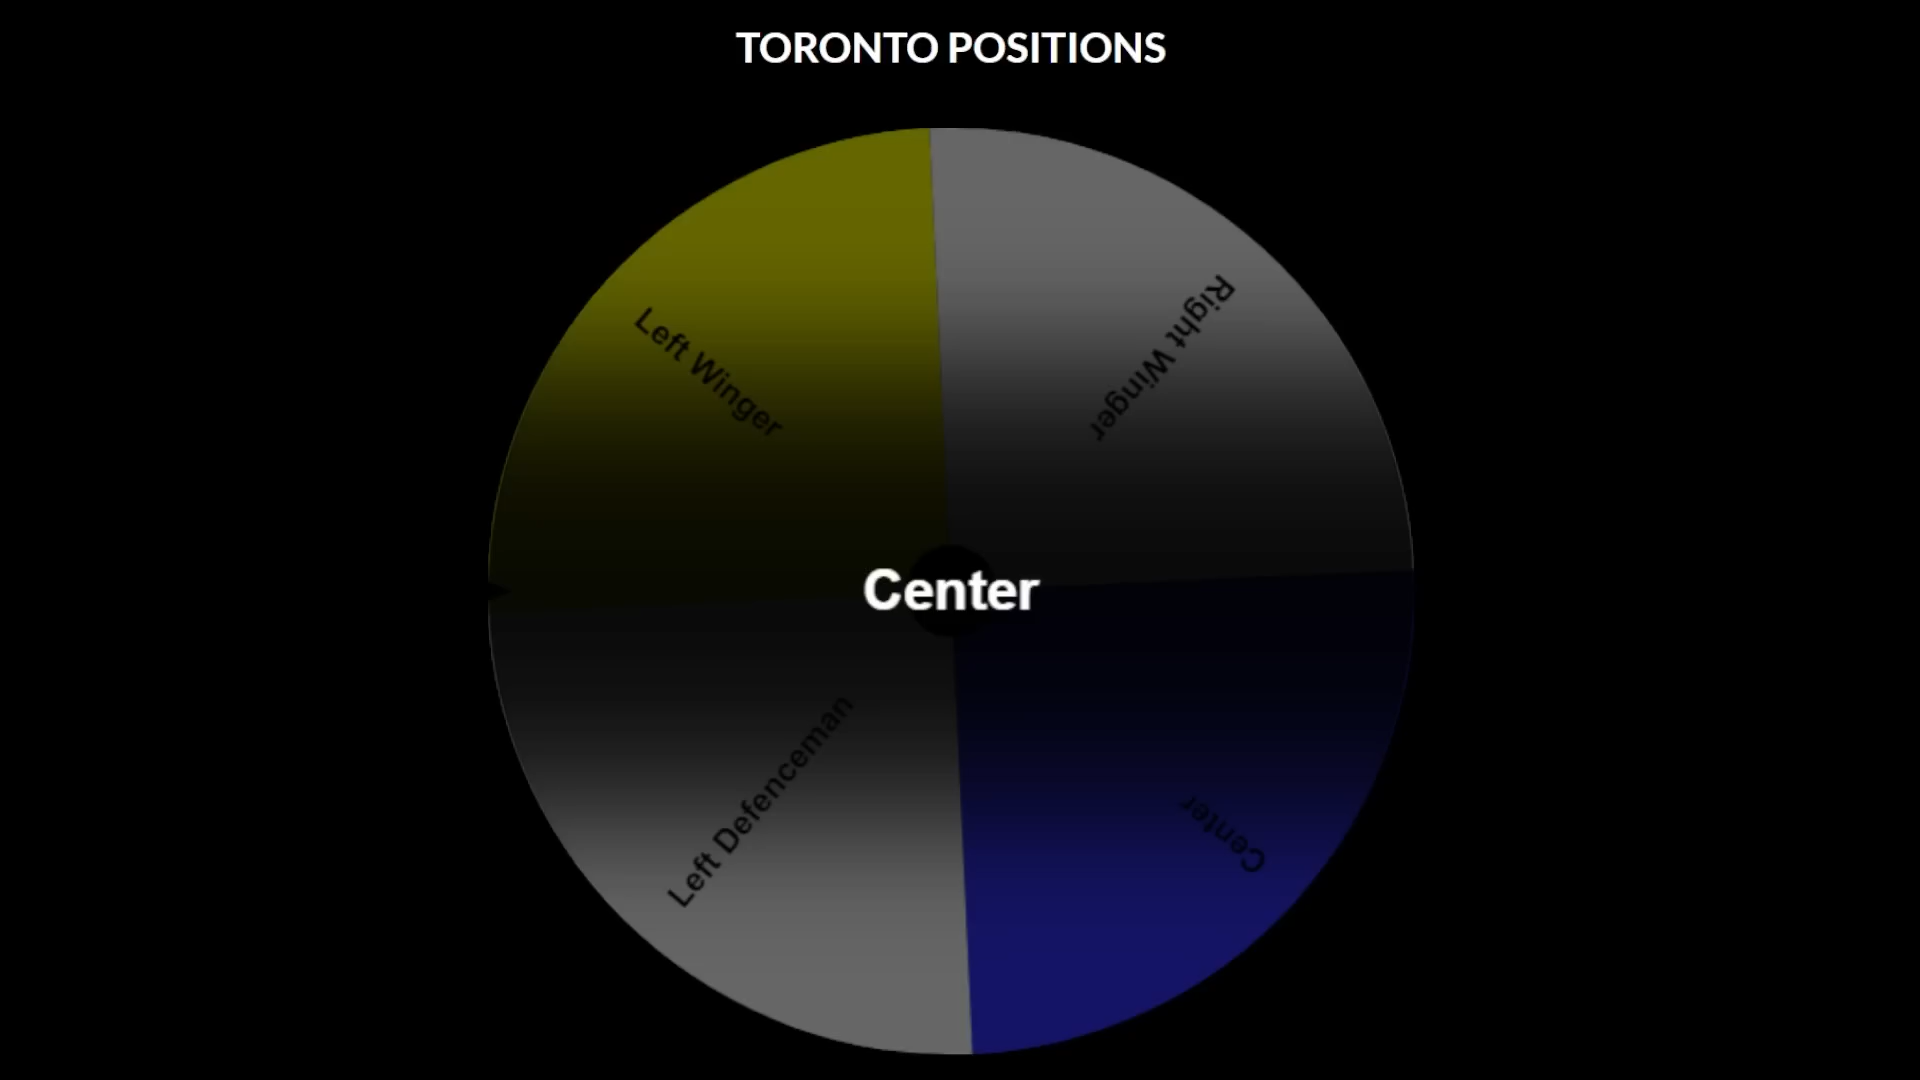 TORONTO POSITIONS
Left Winger
Right Winger
Center
Left Defenceman
Center